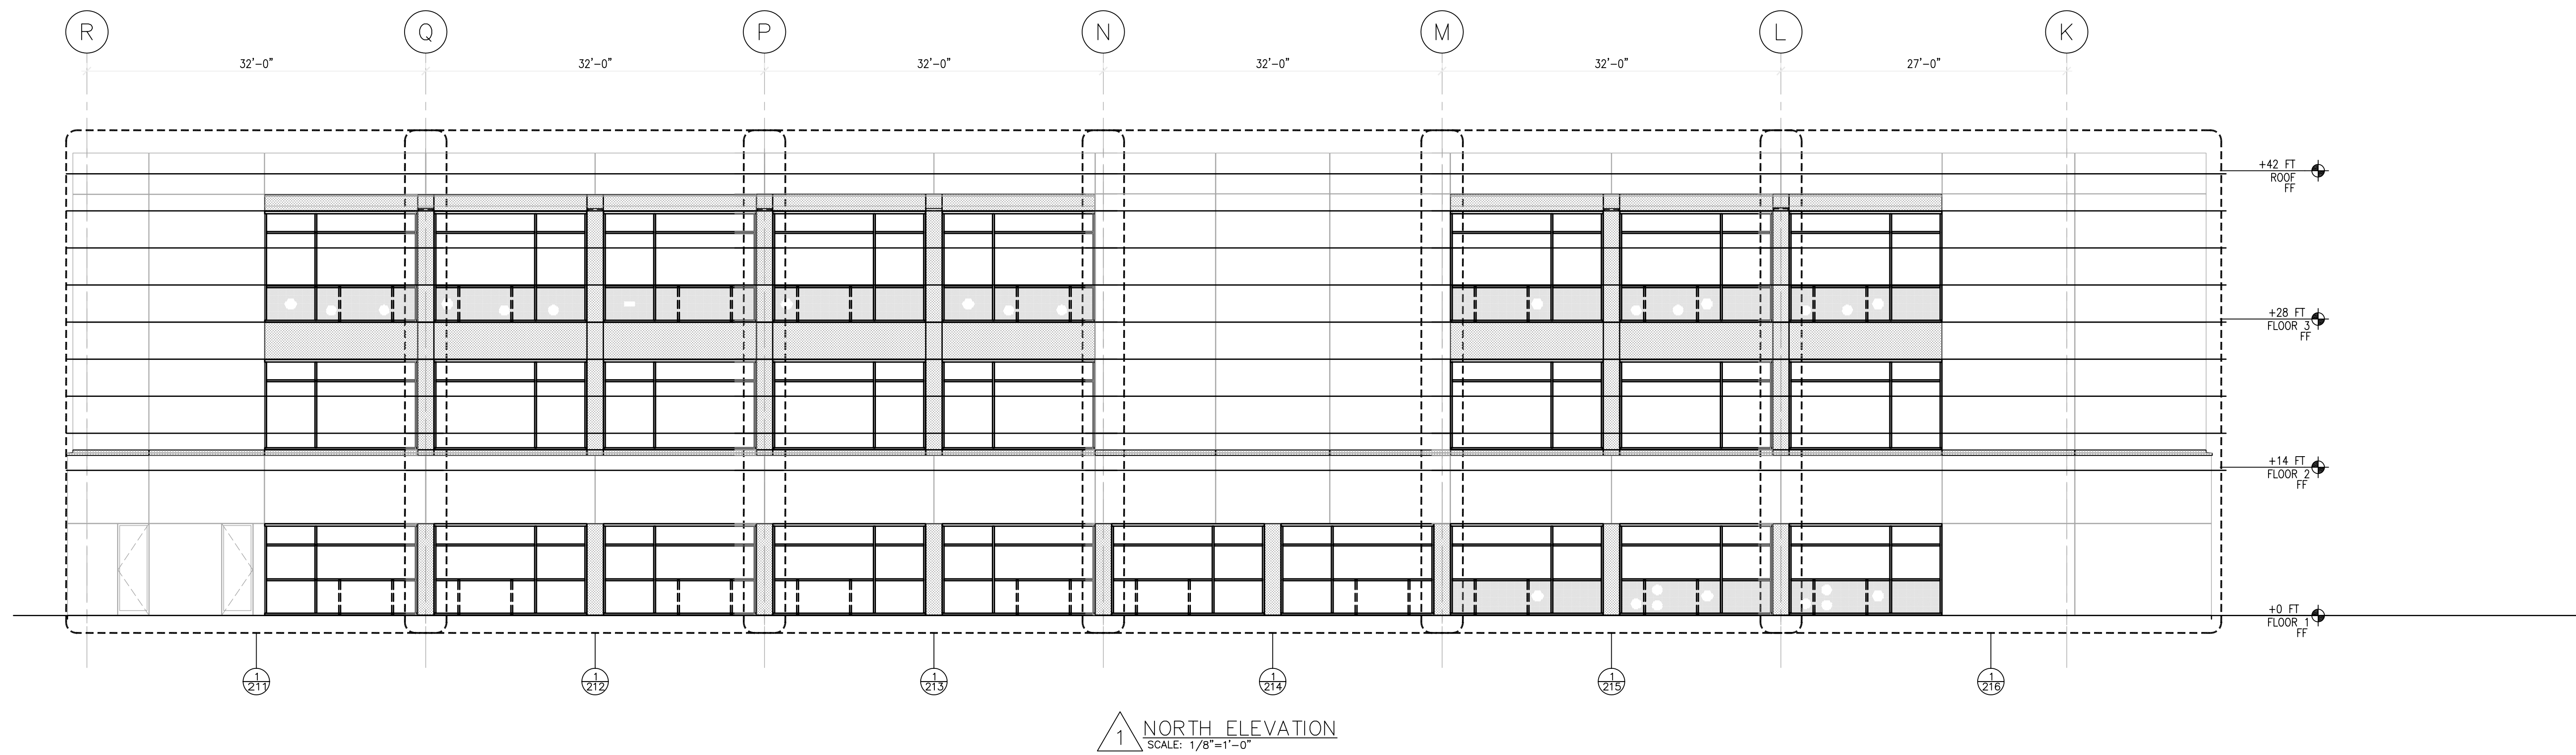 R Q P N M L K
32'-0" 32'-0" 32'-0" 32'-0" 32'-0" 27'-0"
+42 FT
ROOF
FF
+28 FT
FLOOR 3
FF
+14 FT
FLOOR 2
FF
+0 FT
FLOOR 1
FF
1 1 1 1 1 1
211 212 213 214 215 216
1 NORTH ELEVATION
SCALE: 1/8"=1'-0"